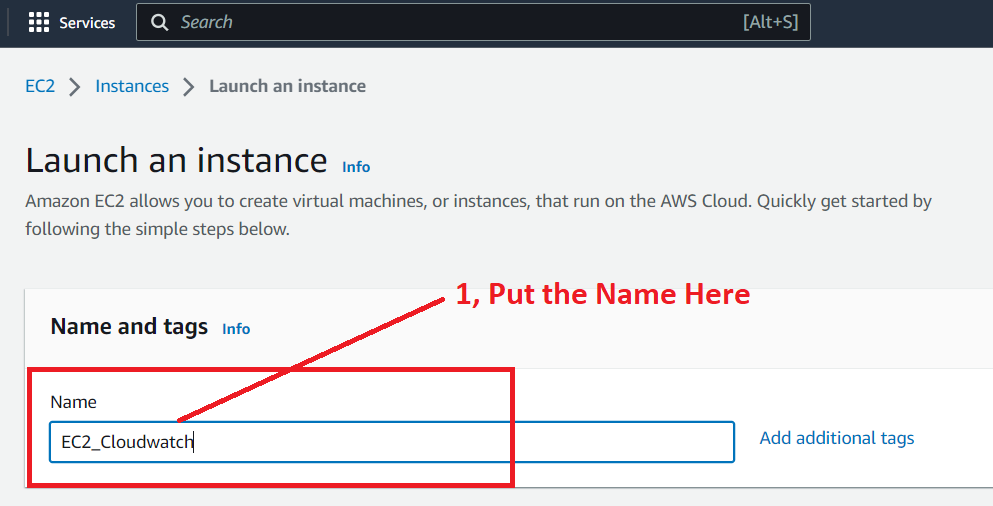 Services
Search
[Alt+S]
EC2 > Instances > Launch an instance
Launch an instance Info
Amazon EC2 allows you to create virtual machines, or instances, that run on the AWS Cloud. Quickly get started by
following the simple steps below.
1, Put the Name Here
Name and tags Info
Name
EC2_Cloudwatch
Add additional tags